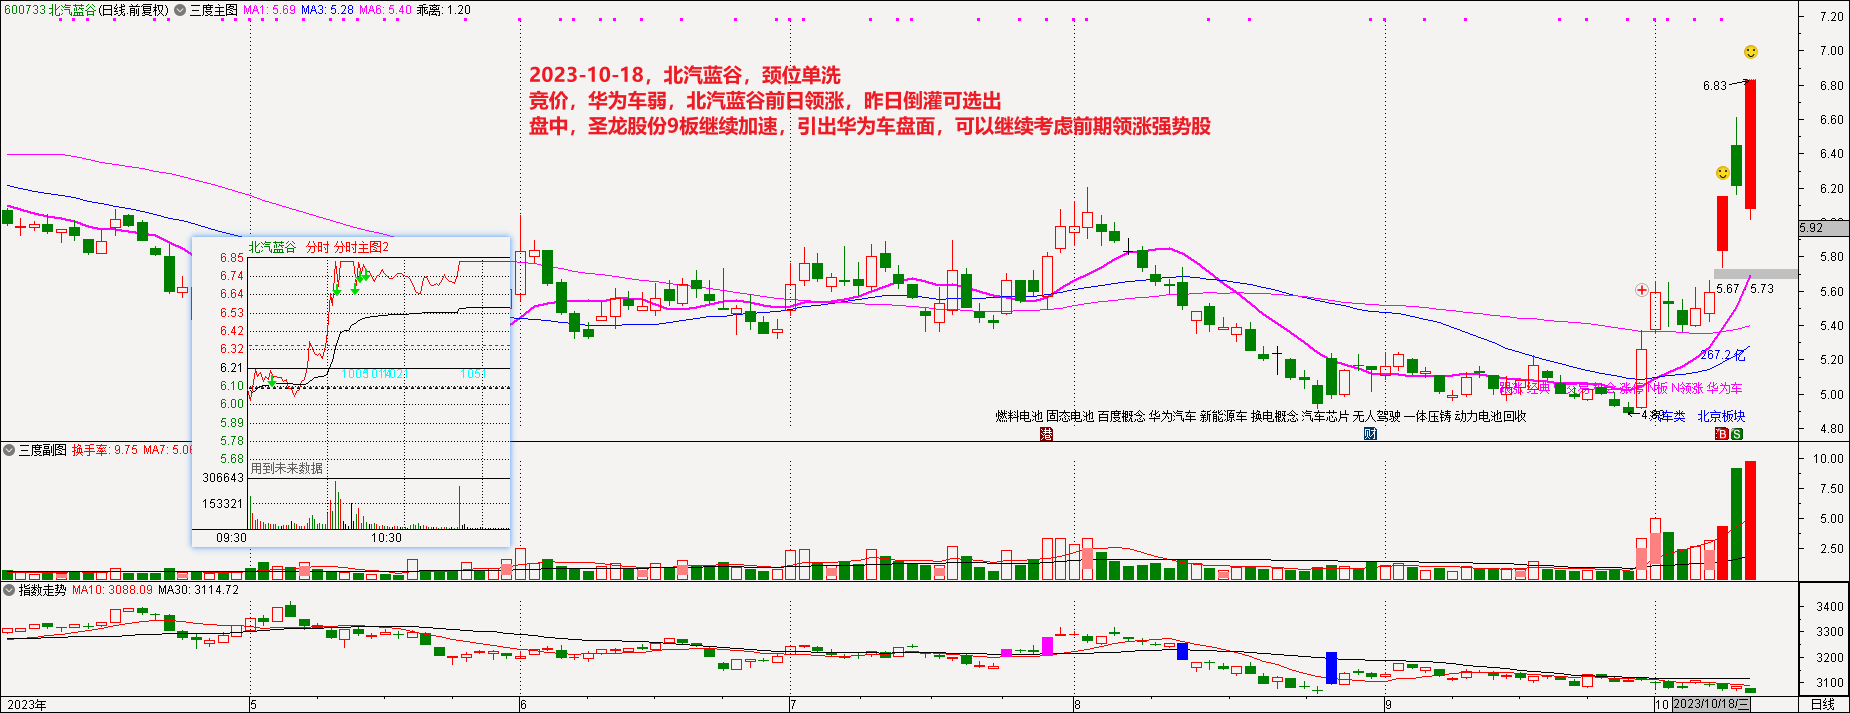 600733 北汽蓝谷(日线.前复权) 三度主图 MA1: 5.69 MA3: 5.28 MA6: 5.40 乖离: 1.20
2023-10-18，北汽蓝谷，颈位单洗
竞价，华为车弱，北汽蓝谷前日领涨，昨日倒灌可选出
盘中，圣龙股份9板继续加速，引出华为车盘面，可以继续考虑前期领涨强势股
7.20
7.00
6.80
6.60
6.40
6.20
5.92
5.80
5.60
5.40
5.20
5.00
4.80
6.83
5.67 5.73
267.2 亿
华为车
燃料电池 固态电池 百度概念 华为汽车 新能源车 换电概念 汽车芯片 无人驾驶 一体压铸 动力电池回收
汽车类 北京板块
港
财
B
S
北汽蓝谷 分时 分时主图2
6.85
6.74
6.64
6.53
6.42
6.32
6.21
6.10
6.00
5.89
5.78
5.68
用到未来数据
306643
153321
09:30 10:30
三度副图 换手率: 9.75
10.00
7.50
5.00
2.50
指数走势 MA10: 3088.09 MA30: 3114.72
3400
3300
3200
3100
2023年 5 6 7 8 9 10 2023/10/18/三 日线